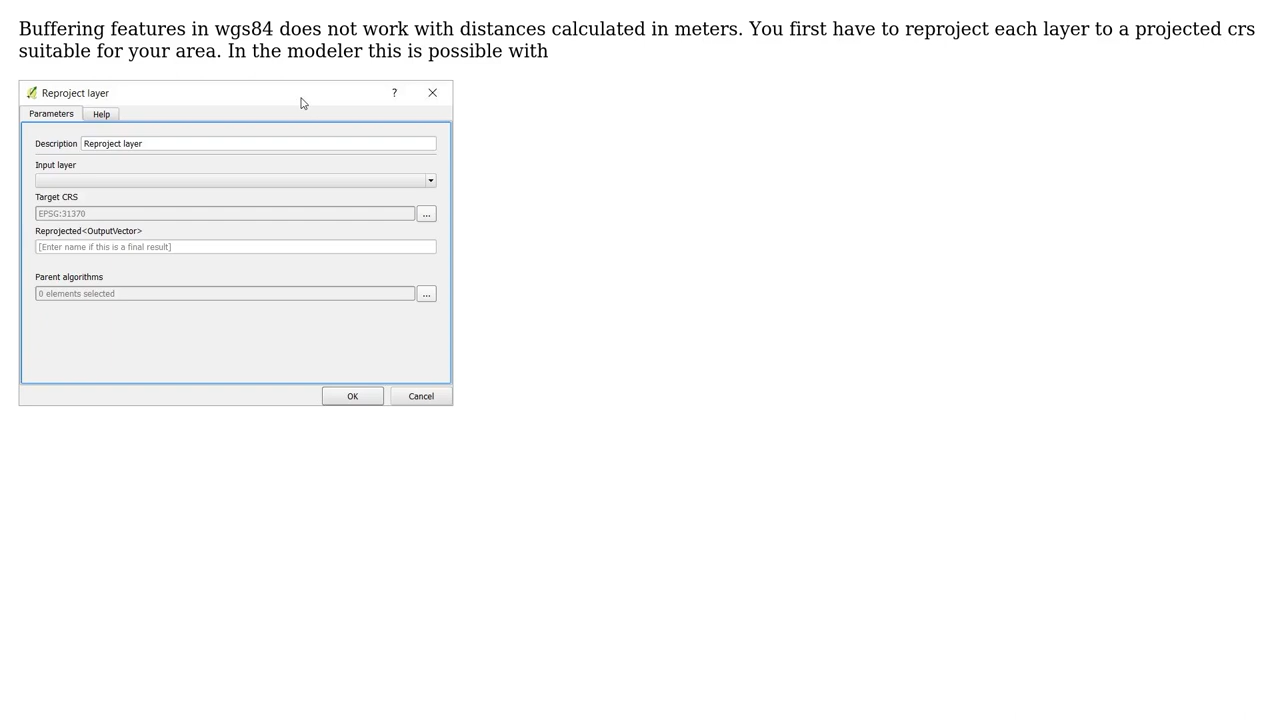 Buffering features in wgs84 does not work with distances calculated in meters. You first have to reproject each layer to a projected crs
suitable for your area. In the modeler this is possible with
Reproject layer
?
Parameters Help
Description Reproject layer
Input layer
Target CRS
EPSG:31370 ...
Reprojected<OutputVector>
[Enter name if this is a final result]
Parent algorithms
0 elements selected ...
OK Cancel